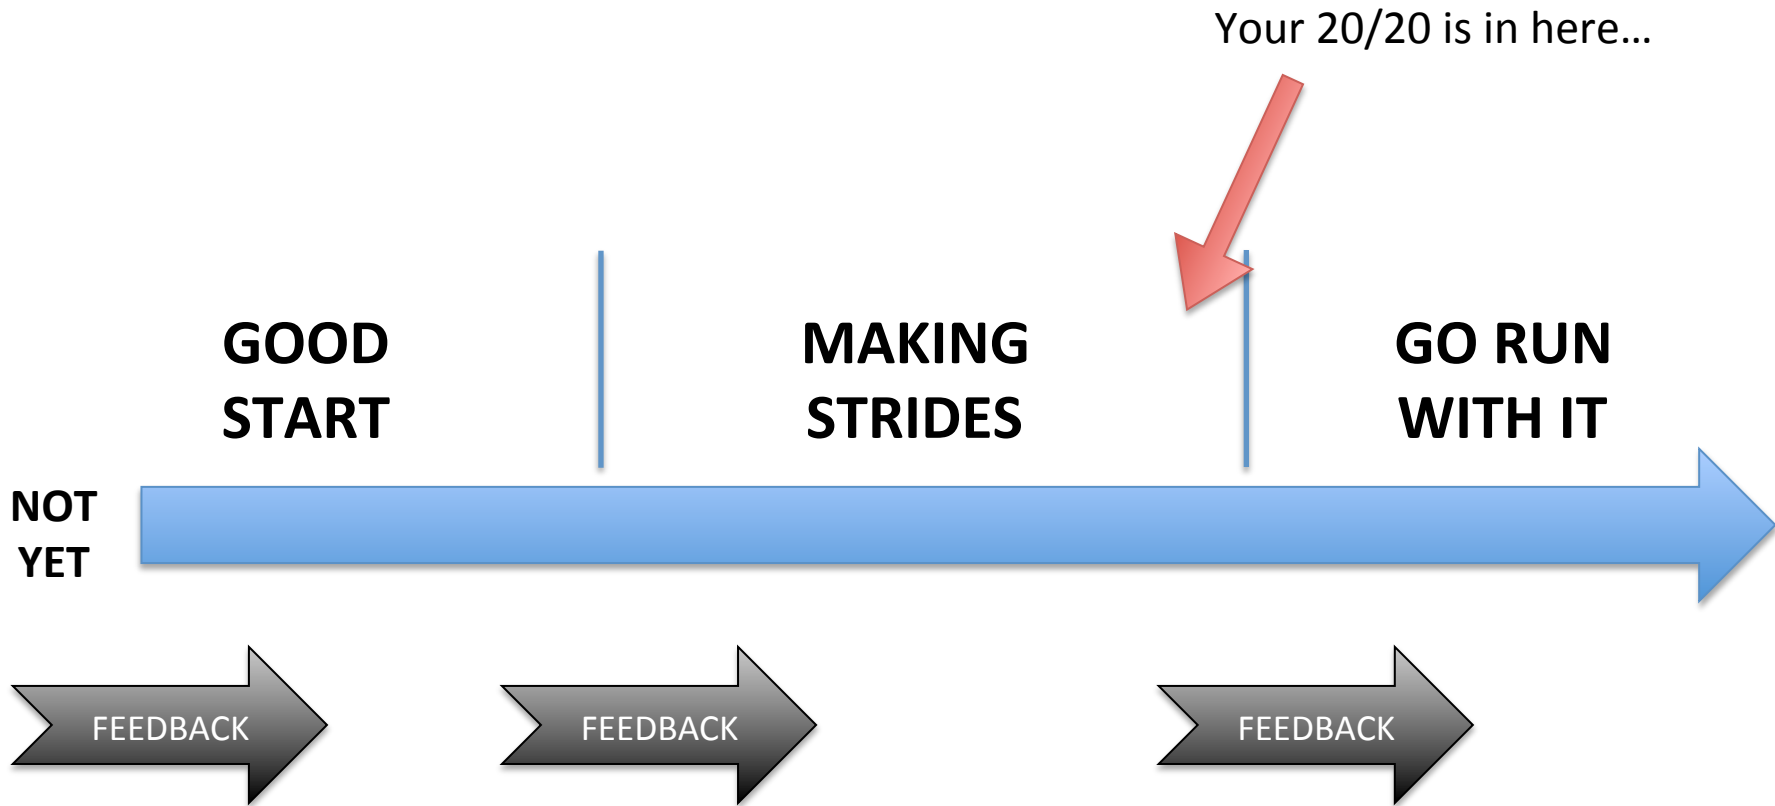 Your 20/20 is in here…
GOOD
START
MAKING
STRIDES
GO RUN
WITH IT
NOT
YET
FEEDBACK
FEEDBACK
FEEDBACK